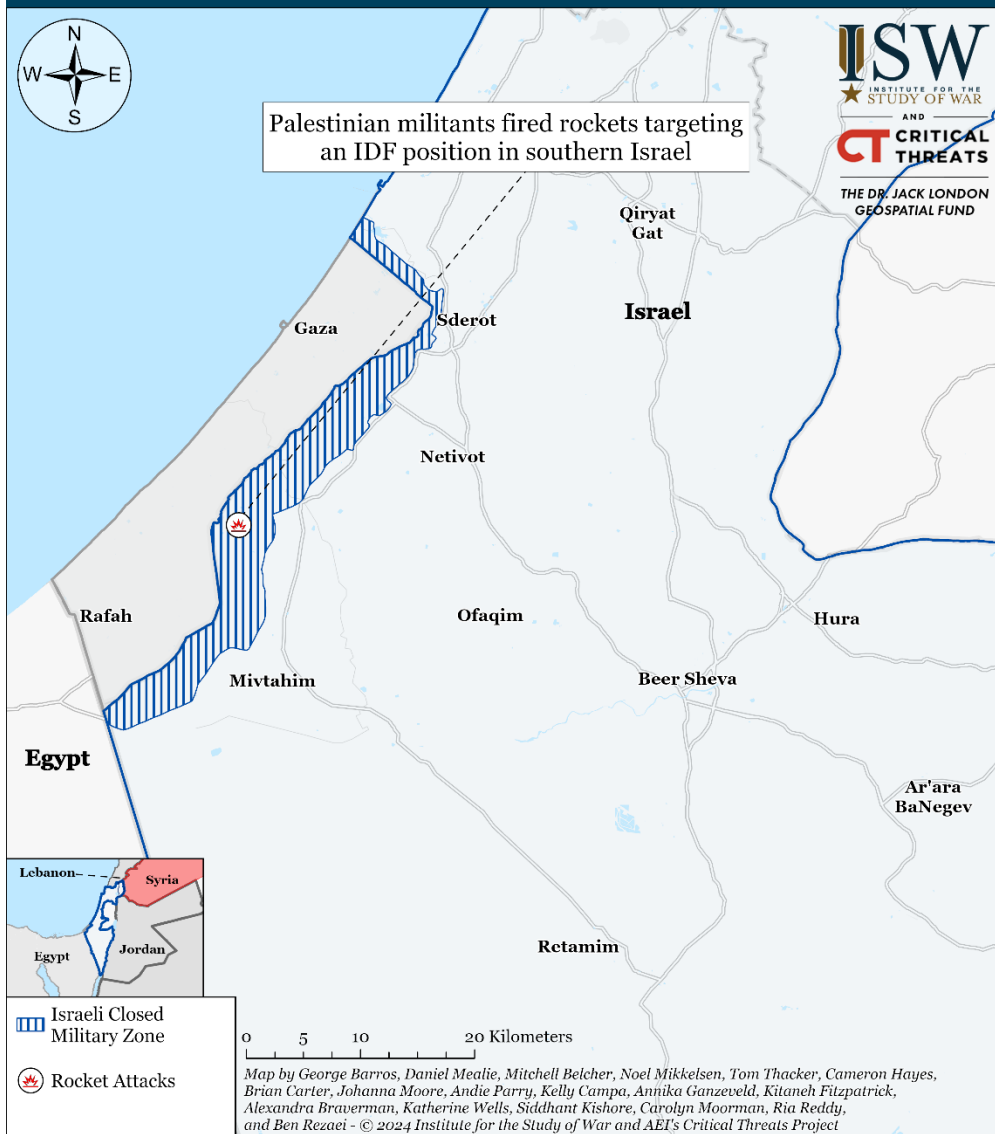 N
W
E
S
ISW
INSTITUTE FOR THE
STUDY OF WAR
AND
CT CRITICAL
THREATS
THE DR. JACK LONDON
GEOSPATIAL FUND
Palestinian militants fired rockets targeting
an IDF position in southern Israel
Qiryat
Gat
Israel
Gaza
Sderot
Netivot
Rafah
Ofaqim
Hura
Mivtahim
Beer Sheva
Egypt
Ar'ara
BaNegev
Retamim
Lebanon
Syria
Egypt
Jordan
Israeli Closed
Military Zone
Rocket Attacks
0 5 10 20 Kilometers
Map by George Barros, Daniel Mealie, Mitchell Belcher, Noel Mikkelsen, Tom Thacker, Cameron Hayes,
Brian Carter, Johanna Moore, Andie Parry, Kelly Campa, Annika Ganzeveld, Kitaneh Fitzpatrick,
Alexandra Braverman, Katherine Wells, Siddhant Kishore, Carolyn Moorman, Ria Reddy,
and Ben Rezaei - © 2024 Institute for the Study of War and AEI's Critical Threats Project